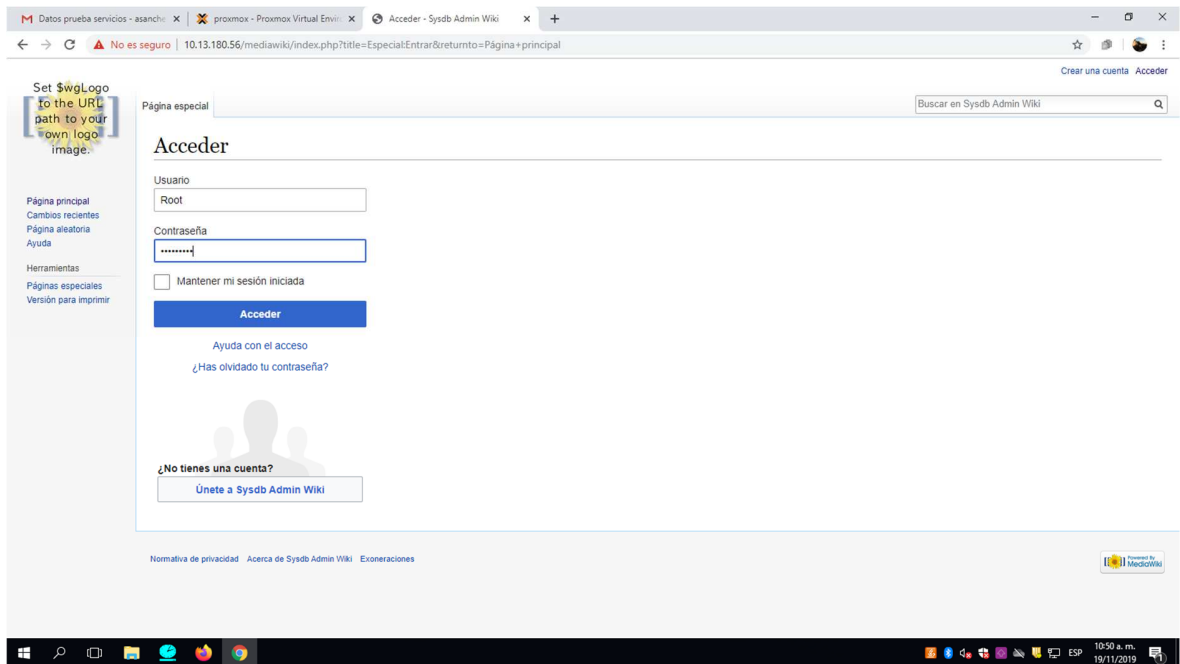 Datos prueba servicios - asanche
proxmox - Proxmox Virtual Envir
Acceder - Sysdb Admin Wiki
No es seguro | 10.13.180.56/mediawiki/index.php?title=Especial:Entrar&returnto=Página+principal
Crear una cuenta Acceder
Set $wgLogo
to the URL
path to your
own logo
image.
Página especial
Buscar en Sysdb Admin Wiki
Acceder
Usuario
Root
Contraseña
•••••••••
Mantener mi sesión iniciada
Acceder
Ayuda con el acceso
¿Has olvidado tu contraseña?
¿No tienes una cuenta?
Únete a Sysdb Admin Wiki
Página principal
Cambios recientes
Página aleatoria
Ayuda
Herramientas
Páginas especiales
Versión para imprimir
Normativa de privacidad Acerca de Sysdb Admin Wiki Exoneraciones
Powered By
MediaWiki
ESP
10:50 a. m.
19/11/2019